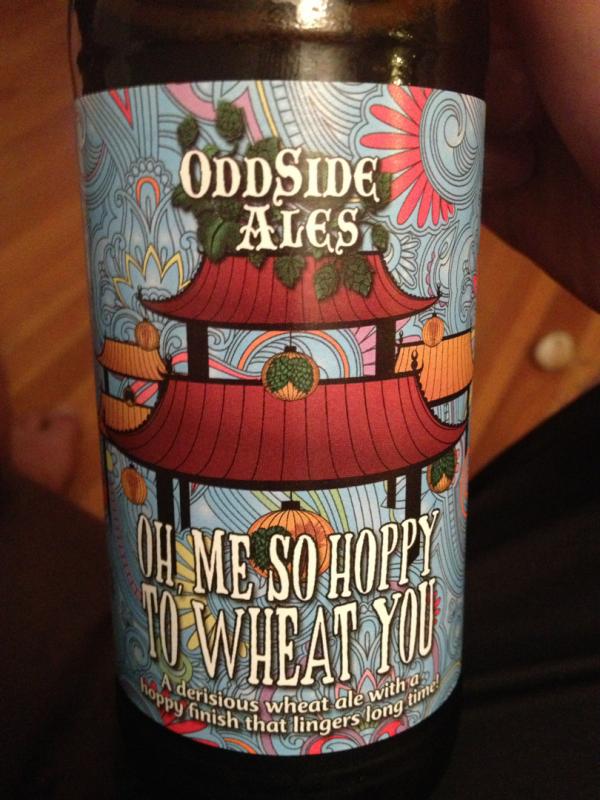 ODDSIDE
ALES
OH, ME SO HOPPY
TO WHEAT YOU
A derisious wheat ale with a
hoppy finish that lingers long time!